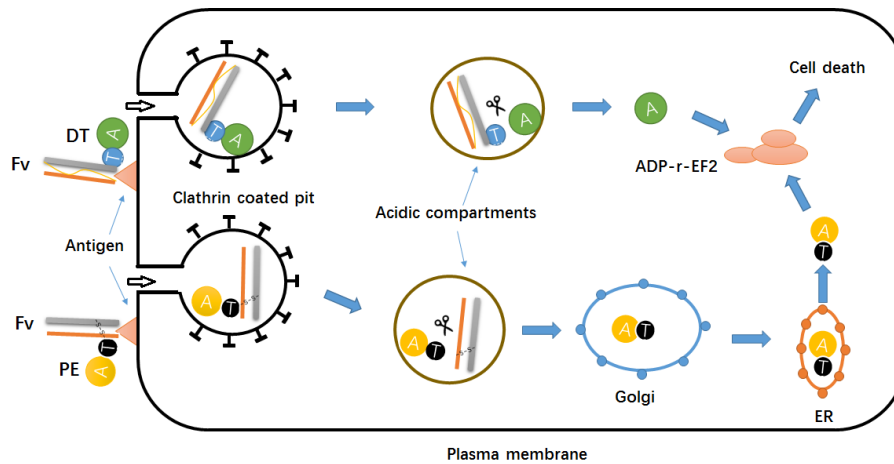 Cell death
DT
A
T
T
A
T
A
A
Fv
ADP-r-EF2
Clathrin coated pit
Acidic compartments
Antigen
A
T
A
T
-S-S-
Fv
-S-S-
T
A
PE
A
T
-S-S-
A
T
A
T
Golgi
ER
Plasma membrane